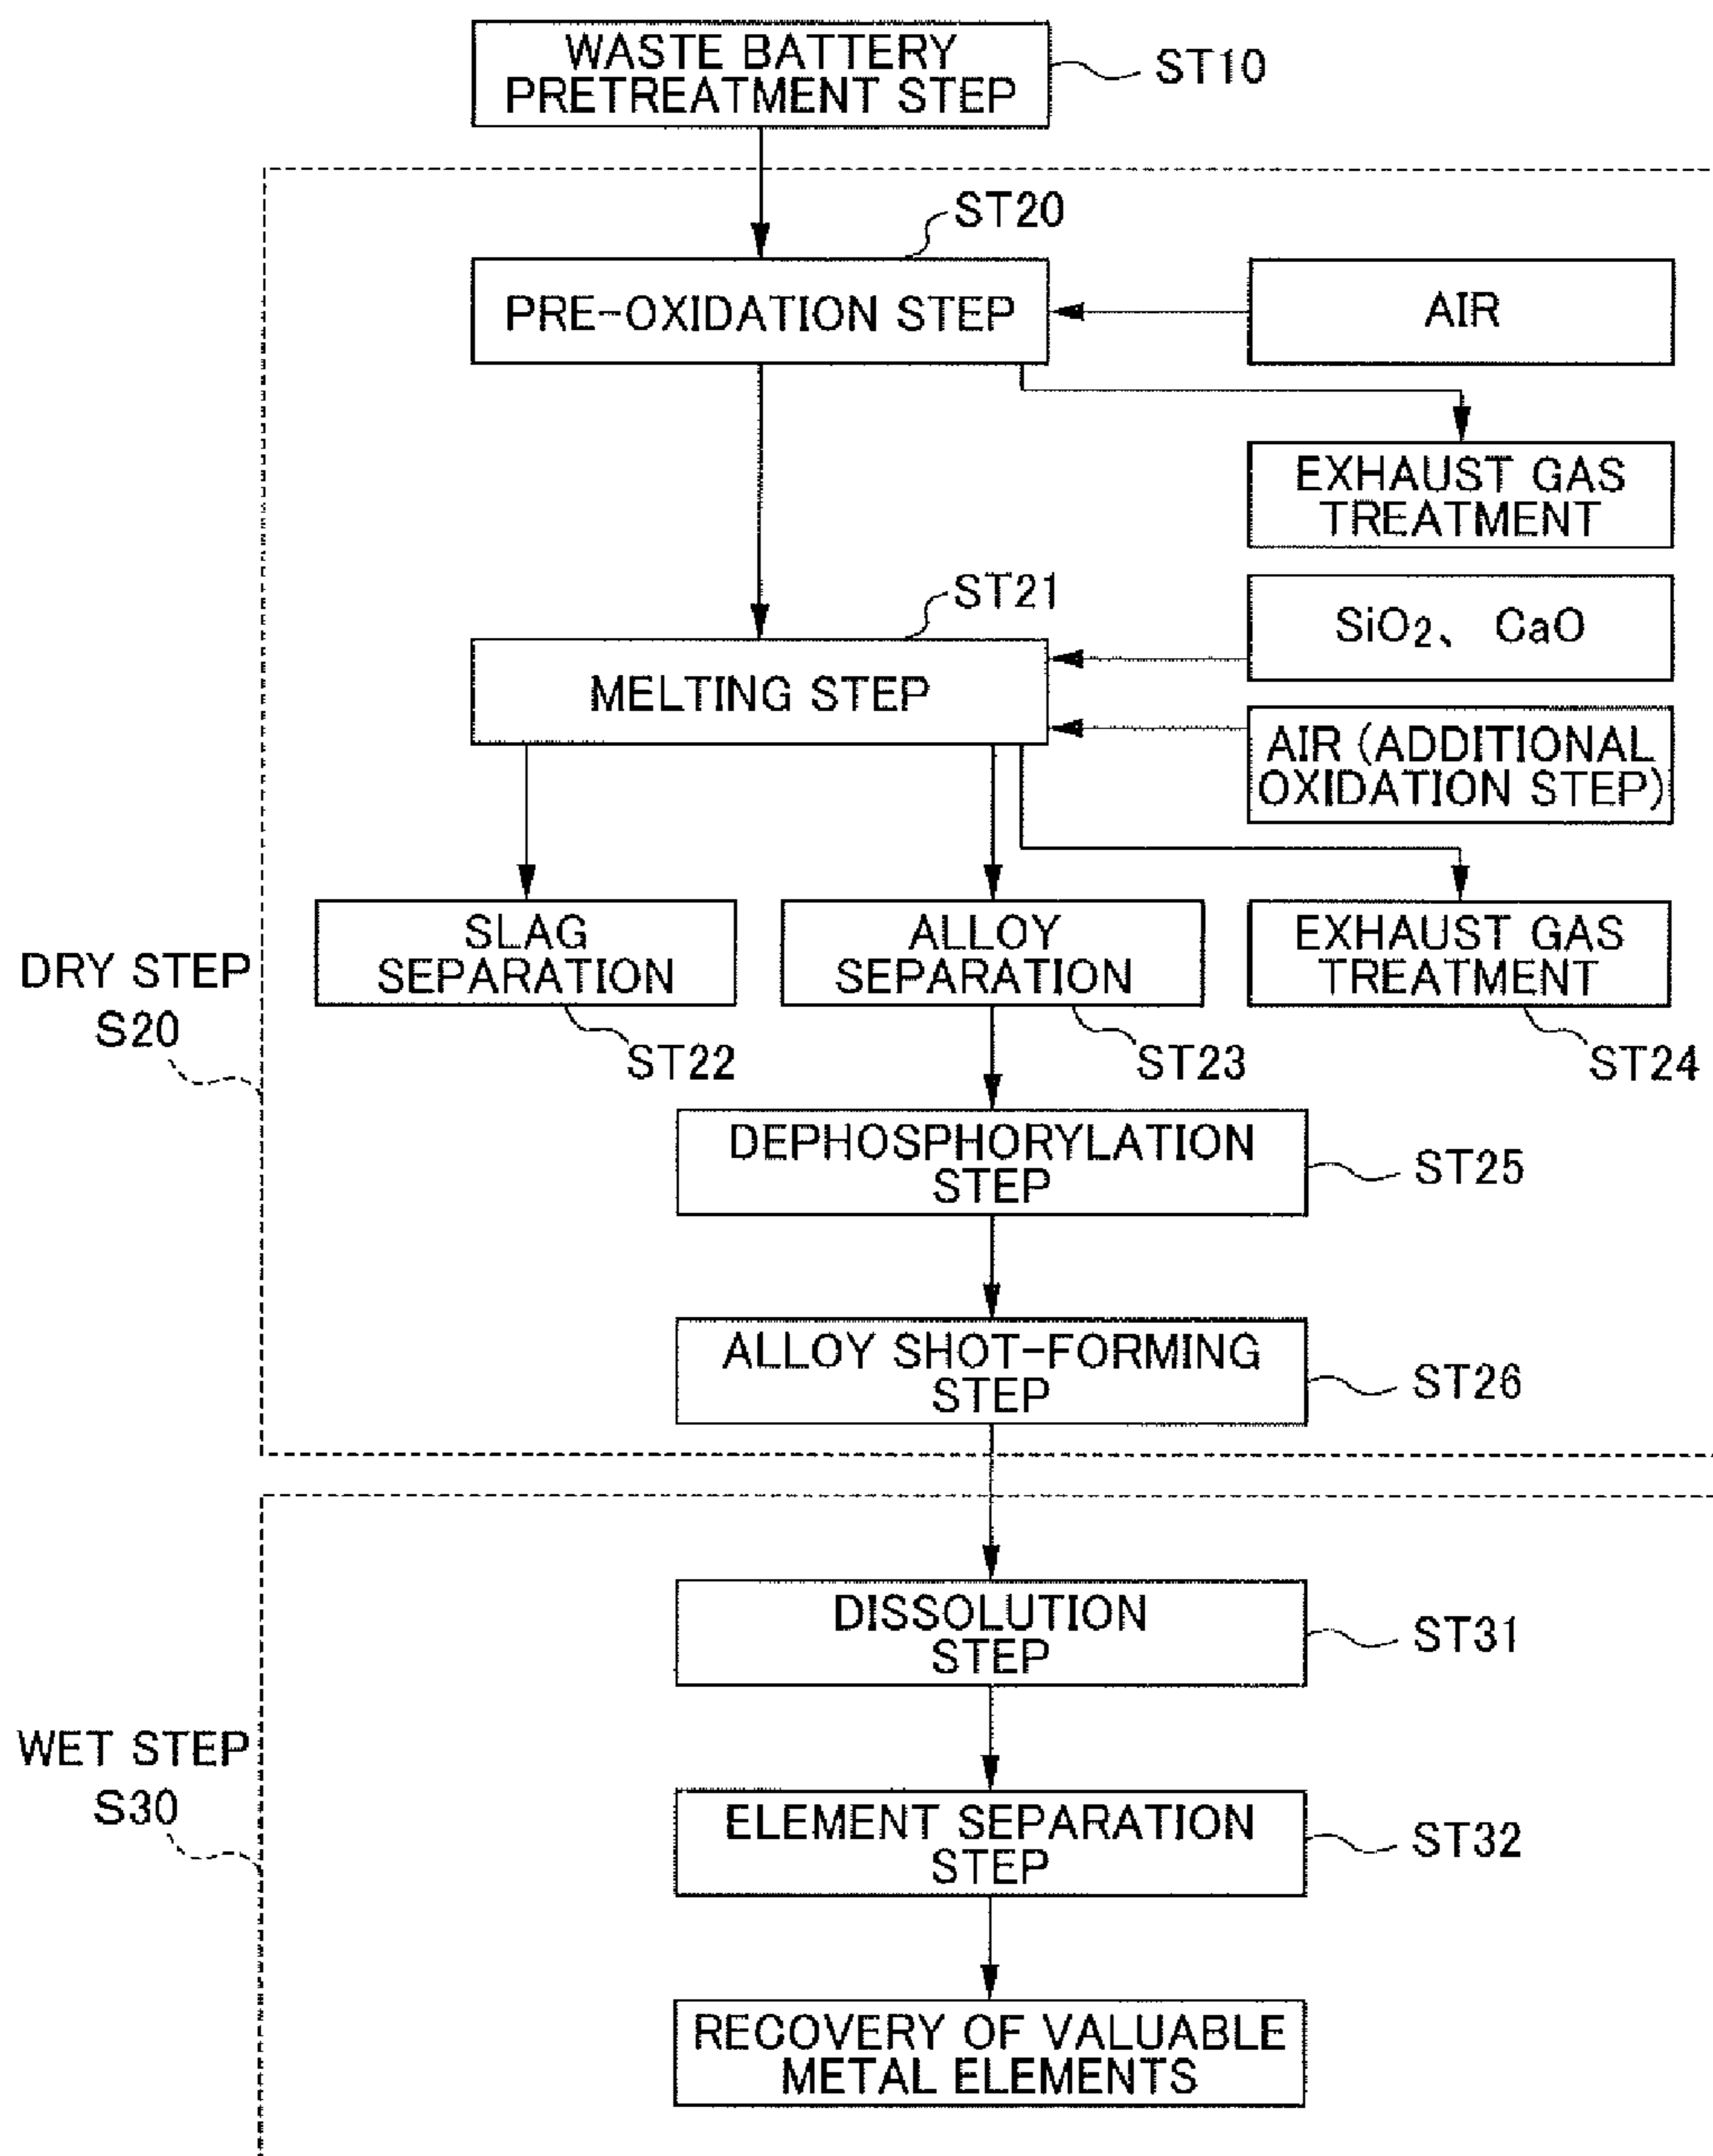 WASTE BATTERY
PRETREATMENT STEP
ST10
ST20
PRE-OXIDATION STEP
AIR
EXHAUST GAS
TREATMENT
ST21
SiO₂、 CaO
MELTING STEP
AIR (ADDITIONAL
OXIDATION STEP)
SLAG
SEPARATION
ALLOY
SEPARATION
EXHAUST GAS
TREATMENT
DRY STEP
S20
ST22
ST23
ST24
DEPHOSPHORYLATION
STEP
ST25
ALLOY SHOT-FORMING
STEP
ST26
DISSOLUTION
STEP
ST31
WET STEP
S30
ELEMENT SEPARATION
STEP
ST32
RECOVERY OF VALUABLE
METAL ELEMENTS